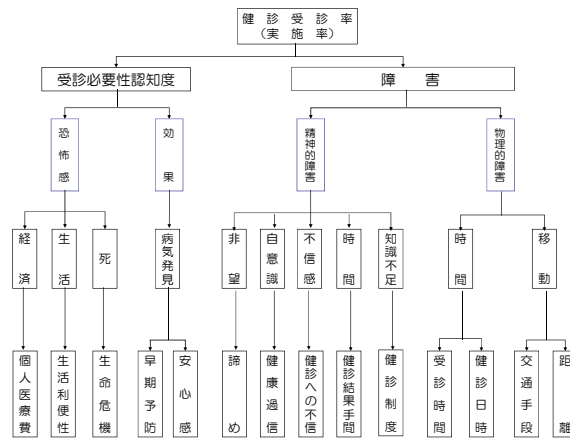 健診受診率
（実施率）
受診必要性認知度
障害
恐怖感
効果
精神的障害
物理的障害
経済
生活
死
病気発見
非望
自意識
不信感
時間
知識不足
時間
移動
個人医療費
生活利便性
生命危機
早期予防
安心感
諦め
健康過信
健診への不信
健診結果手間
健診制度
受診時間
健診日時
交通手段
距離